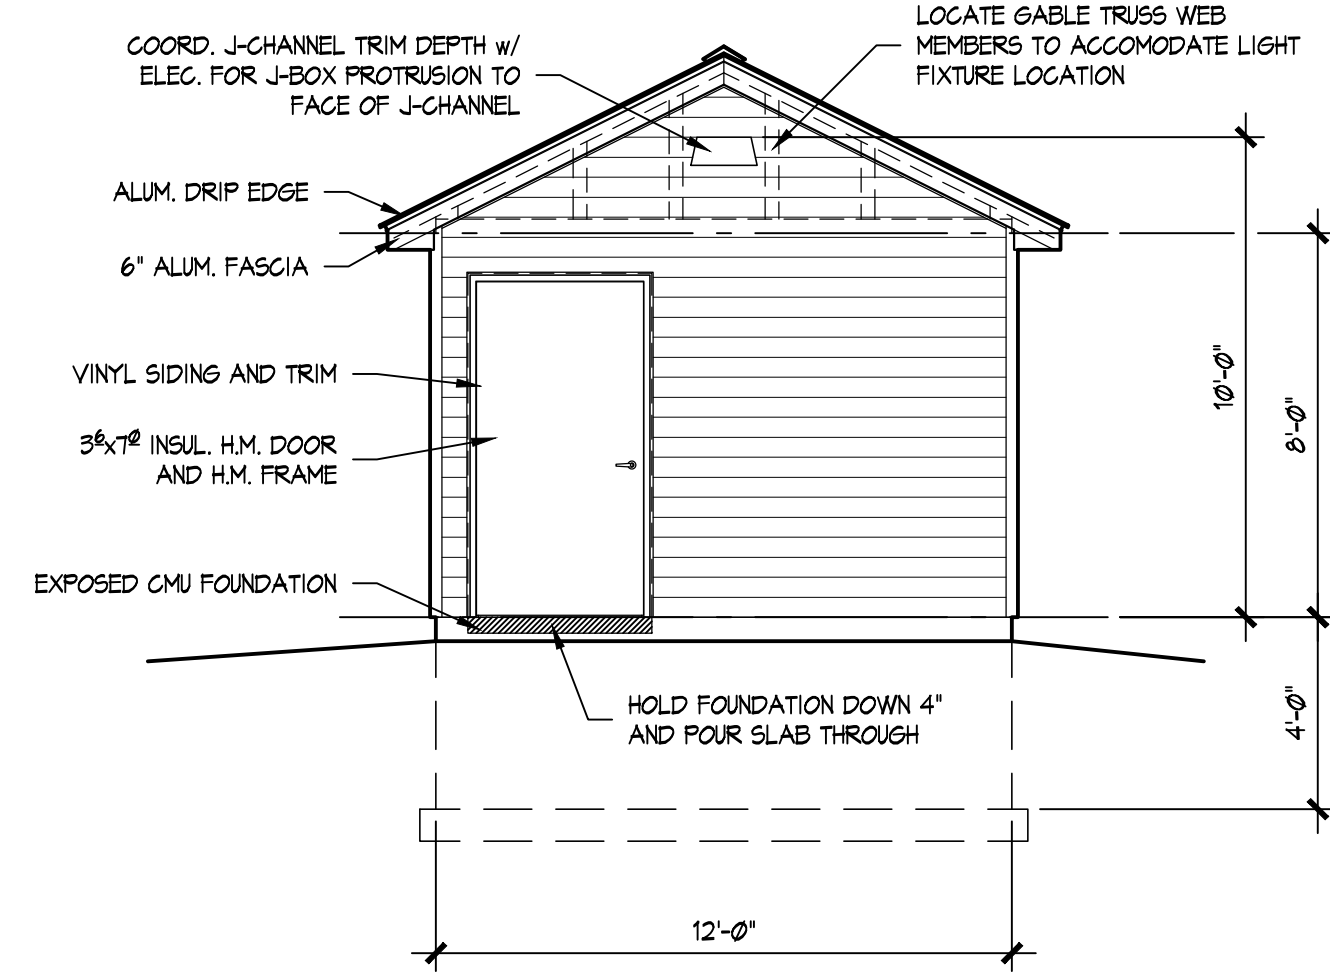 COORD. J-CHANNEL TRIM DEPTH w/
ELEC. FOR J-BOX PROTRUSION TO
FACE OF J-CHANNEL
LOCATE GABLE TRUSS WEB
MEMBERS TO ACCOMODATE LIGHT
FIXTURE LOCATION
ALUM. DRIP EDGE
6" ALUM. FASCIA
VINYL SIDING AND TRIM
3⁶x7⁰ INSUL. H.M. DOOR
AND H.M. FRAME
EXPOSED CMU FOUNDATION
HOLD FOUNDATION DOWN 4"
AND POUR SLAB THROUGH
10'-0"
8'-0"
4'-0"
12'-0"